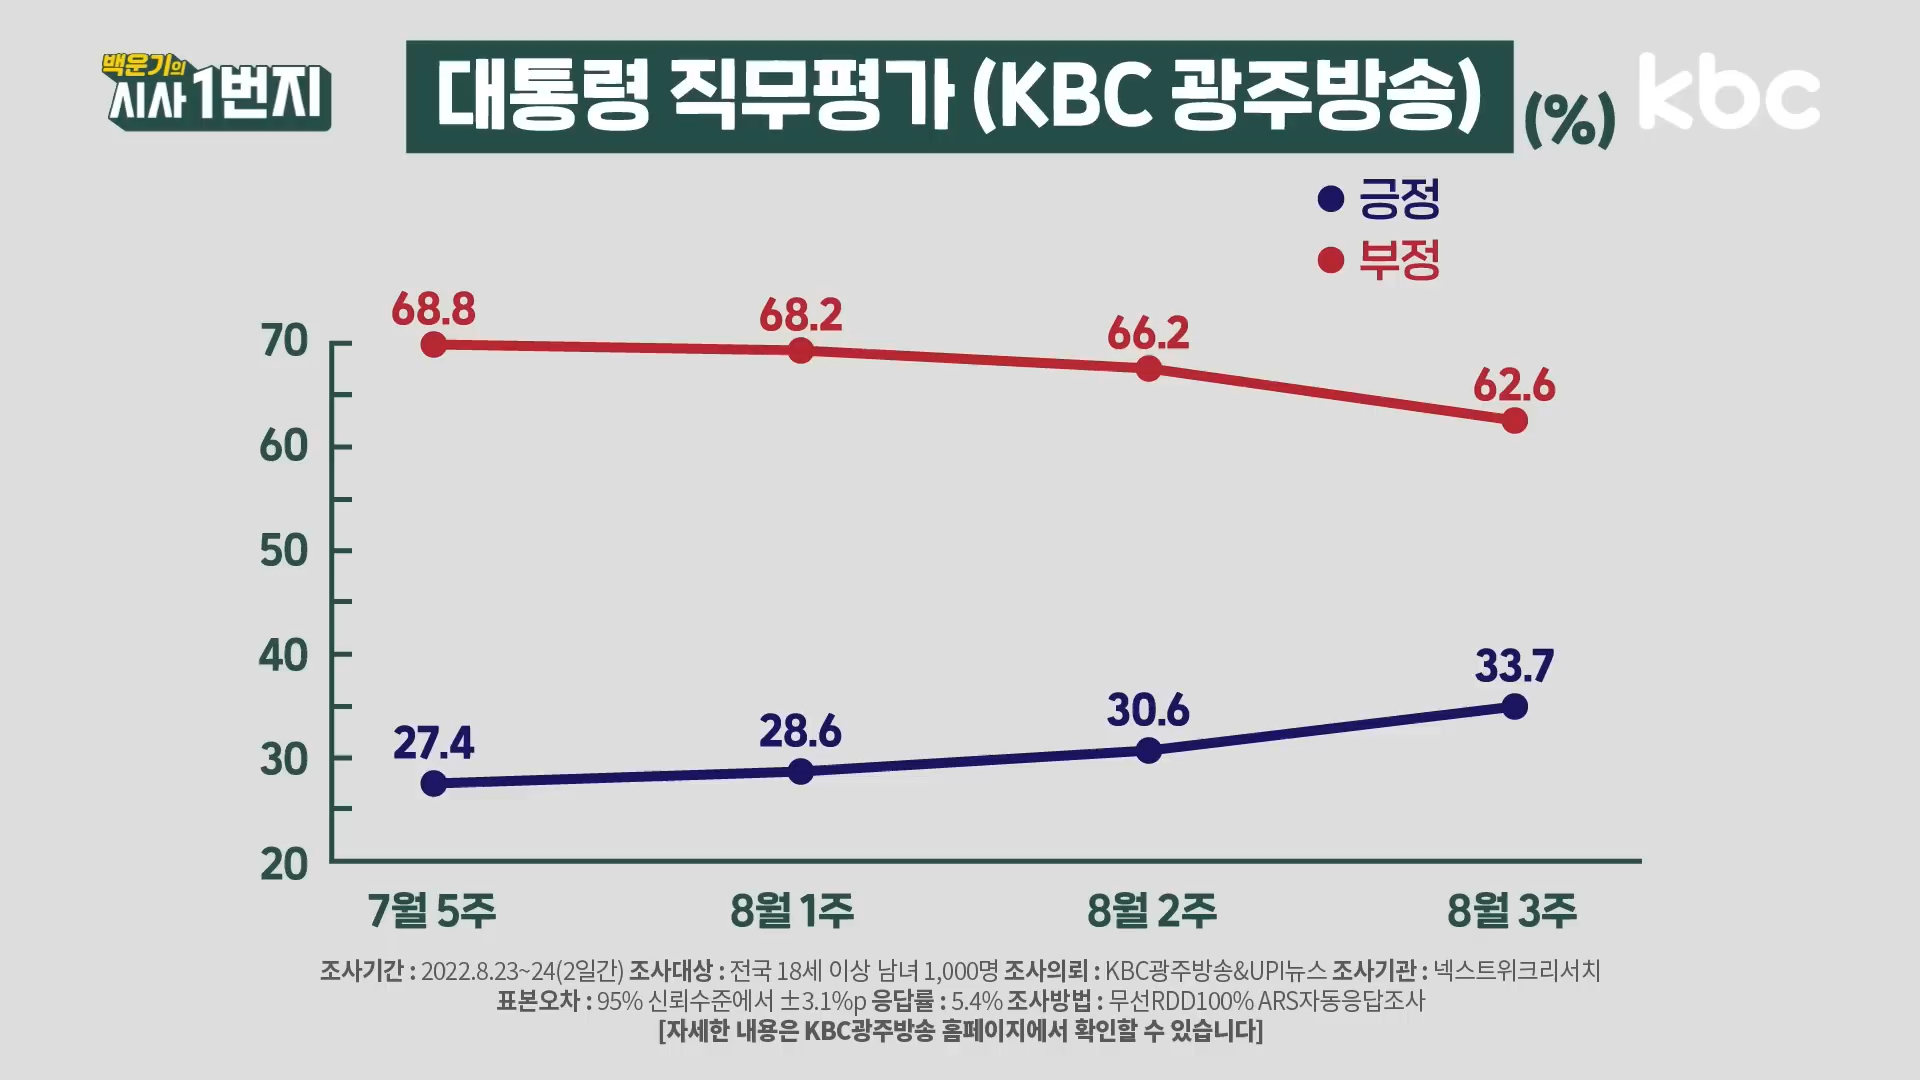 백운기의
시사 1번지
대통령 직무평가 (KBC 광주방송)
(%)
kbc
긍정
부정
68.8
68.2
66.2
62.6
70
60
50
40
30
20
27.4
28.6
30.6
33.7
7월 5주
8월 1주
8월 2주
8월 3주
조사기간 : 2022.8.23~24(2일간) 조사대상 : 전국 18세 이상 남녀 1,000명 조사의뢰 : KBC광주방송&UPI뉴스 조사기관 : 넥스트위크리서치
표본오차 : 95% 신뢰수준에서 ±3.1%p 응답률 : 5.4% 조사방법 : 무선RDD100% ARS자동응답조사
[자세한 내용은 KBC광주방송 홈페이지에서 확인할 수 있습니다]